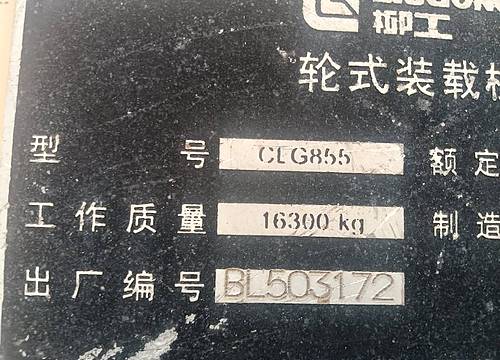 柳工
轮式装载机
型 号 CLG855 额定
工作质量 16300 kg 制造
出厂编号 BL503172